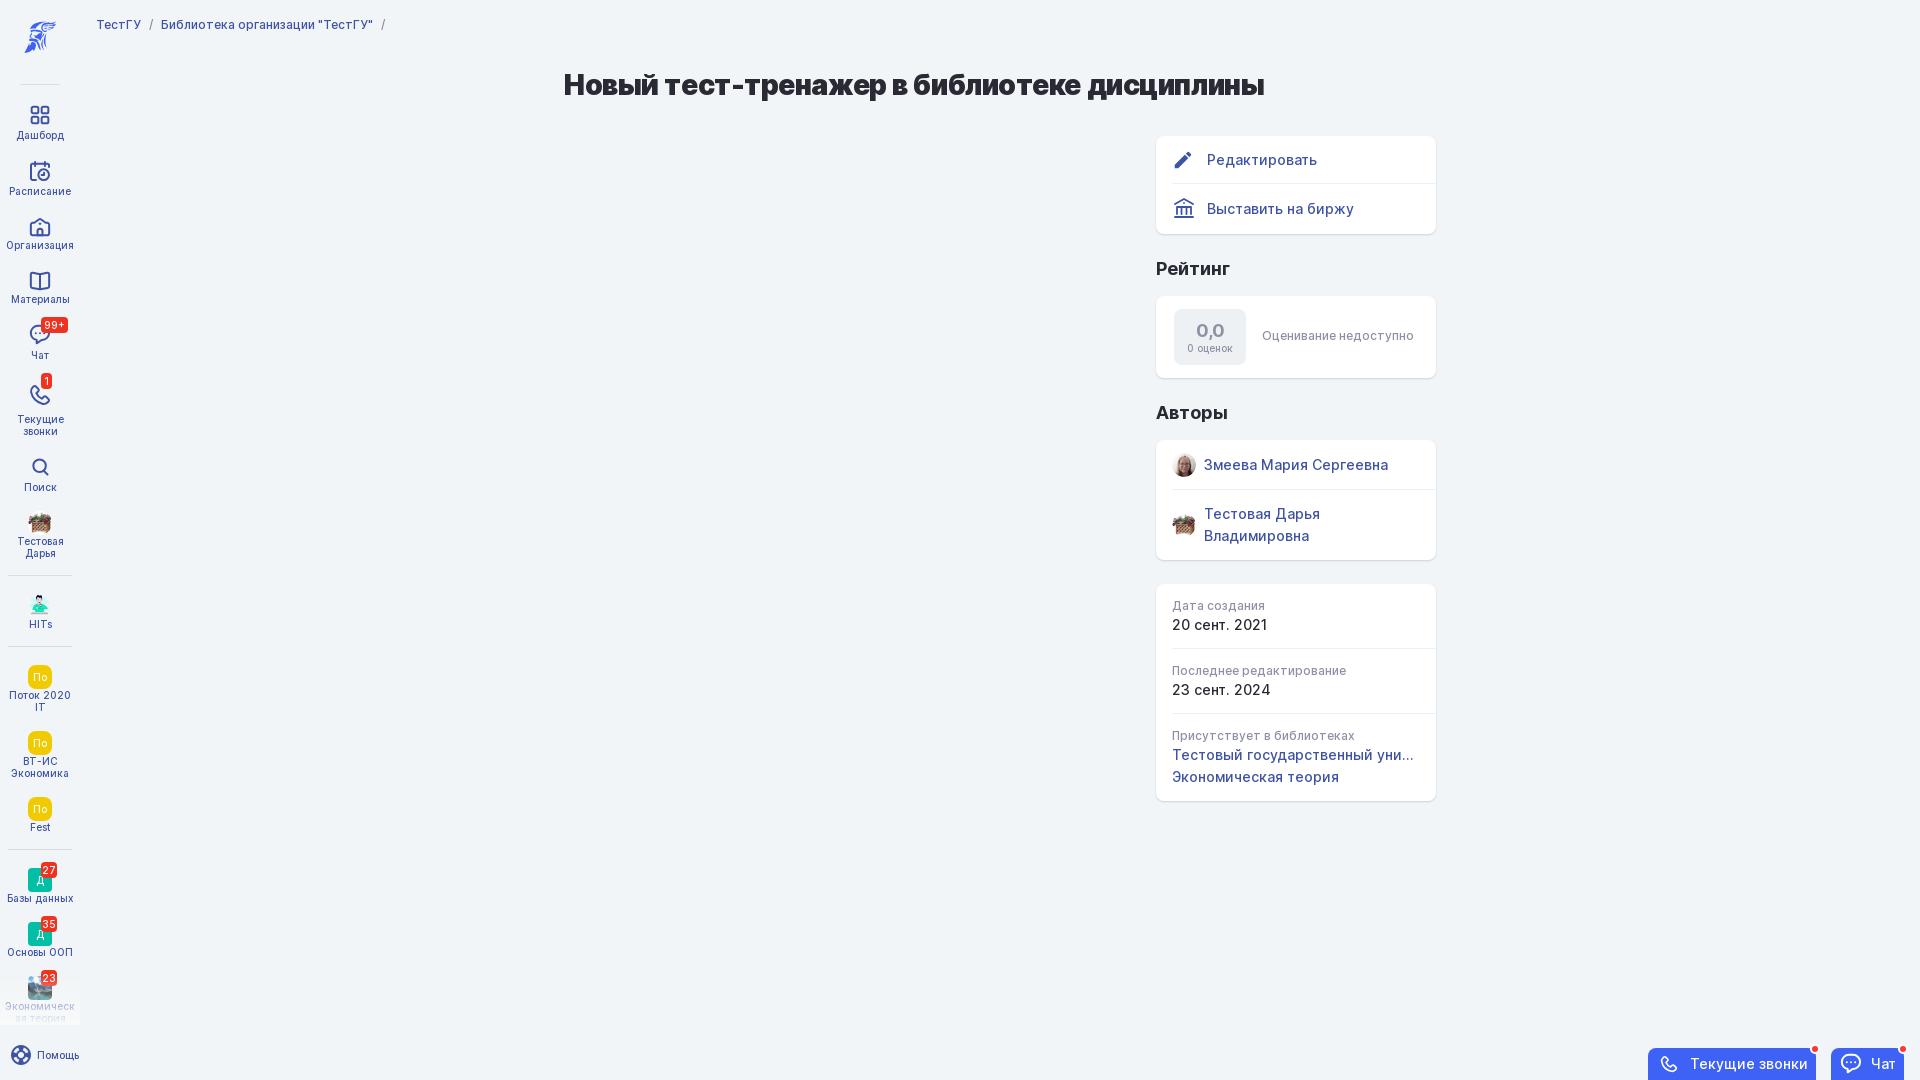 ТестГУ / Библиотека организации "ТестГУ" /
Новый тест-тренажер в библиотеке дисциплины
Дашборд
Расписание
Организация
Материалы
99+
Чат
1
Текущие
звонки
Поиск
Тестовая
Дарья
HITs
По
Поток 2020
IT
По
ВТ-ИС
Экономика
По
Fest
27
Д
Базы данных
35
Д
Основы ООП
23
Экономическ
ая теория
Помощь
Редактировать
Выставить на биржу
Рейтинг
0,0
0 оценок
Оценивание недоступно
Авторы
Змеева Мария Сергеевна
Тестовая Дарья
Владимировна
Дата создания
20 сент. 2021
Последнее редактирование
23 сент. 2024
Присутствует в библиотеках
Тестовый государственный уни...
Экономическая теория
Текущие звонки
Чат